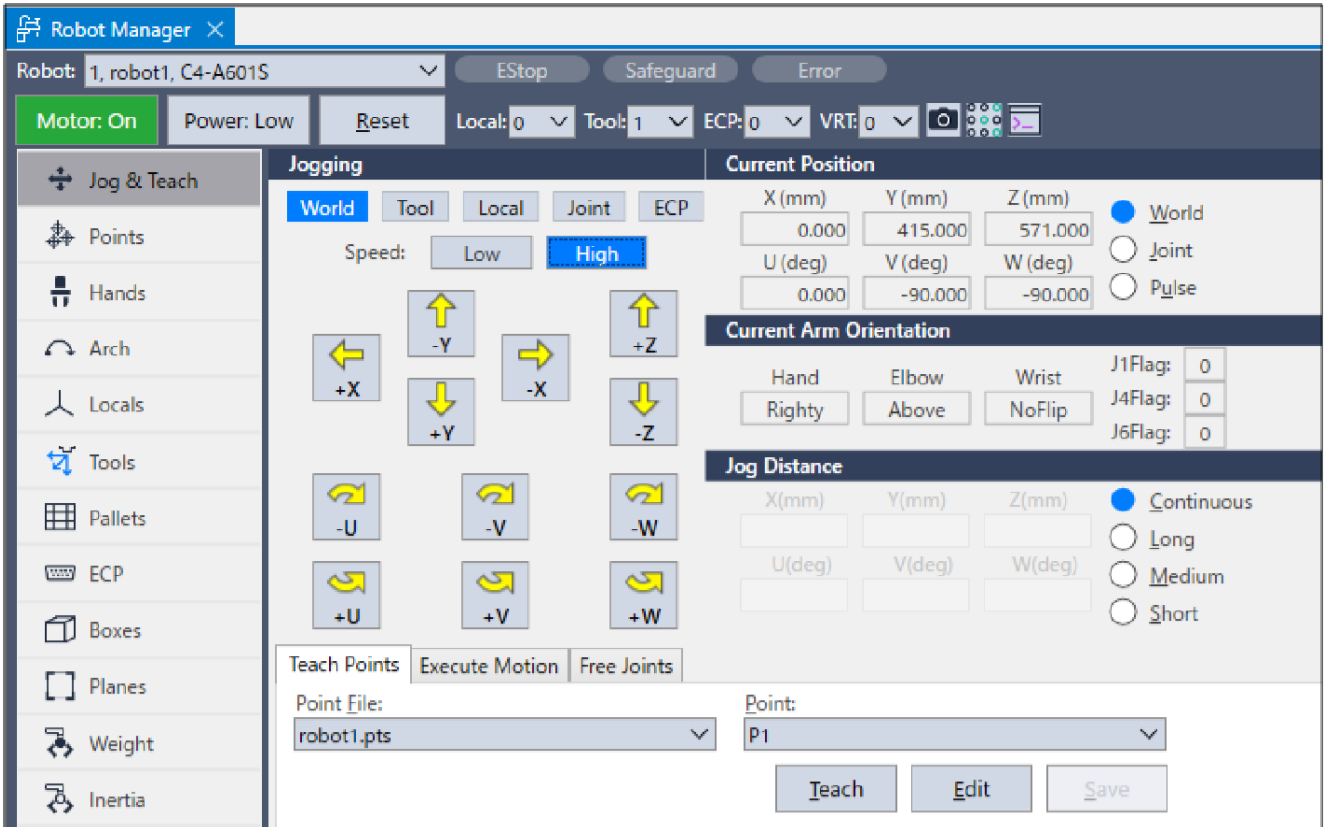 Robot Manager
Robot: 1, robot1, C4-A601S EStop Safeguard Error
Motor: On Power: Low Reset Local: 0 Tool: 1 ECP: 0 VRT: 0
Jog & Teach
Points
Hands
Arch
Locals
Tools
Pallets
ECP
Boxes
Planes
Weight
Inertia
Jogging
World Tool Local Joint ECP
Speed: Low High
-Y +Z
+X -X
+Y -Z
-U -V -W
+U +V +W
Current Position
X (mm) Y (mm) Z (mm)
0.000 415.000 571.000
U (deg) V (deg) W (deg)
0.000 -90.000 -90.000
World
Joint
Pulse
Current Arm Orientation
Hand Elbow Wrist
Righty Above NoFlip
J1Flag: 0
J4Flag: 0
J6Flag: 0
Jog Distance
X(mm) Y(mm) Z(mm)
U(deg) V(deg) W(deg)
Continuous
Long
Medium
Short
Teach Points Execute Motion Free Joints
Point File: Point:
robot1.pts P1
Teach Edit Save